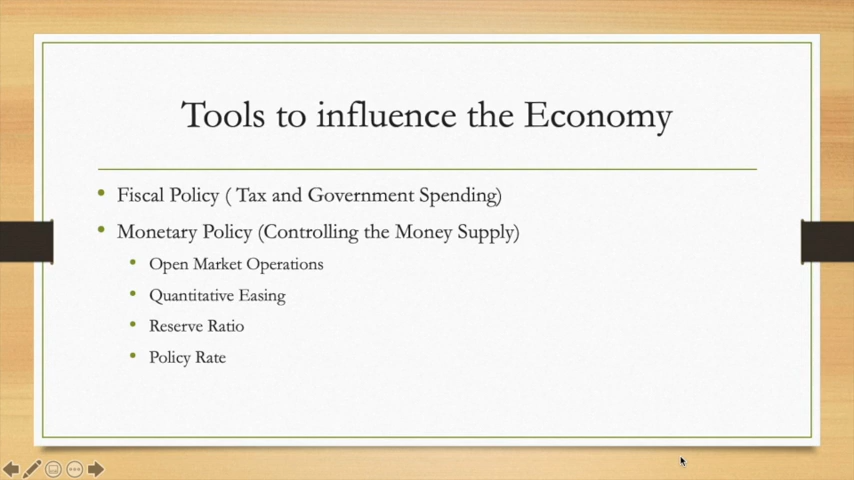 Tools to influence the Economy
Fiscal Policy ( Tax and Government Spending)
Monetary Policy (Controlling the Money Supply)
Open Market Operations
Quantitative Easing
Reserve Ratio
Policy Rate